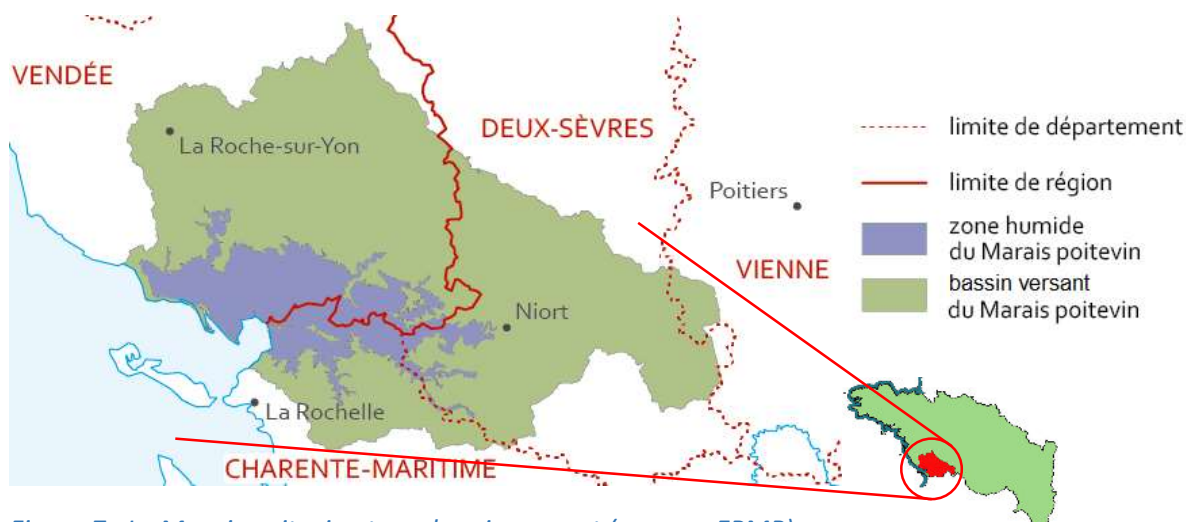 VENDÉE
La Roche-sur-Yon
DEUX-SÈVRES
Poitiers
VIENNE
Niort
La Rochelle
CHARENTE-MARITIME
limite de département
limite de région
zone humide
du Marais poitevin
bassin versant
du Marais poitevin